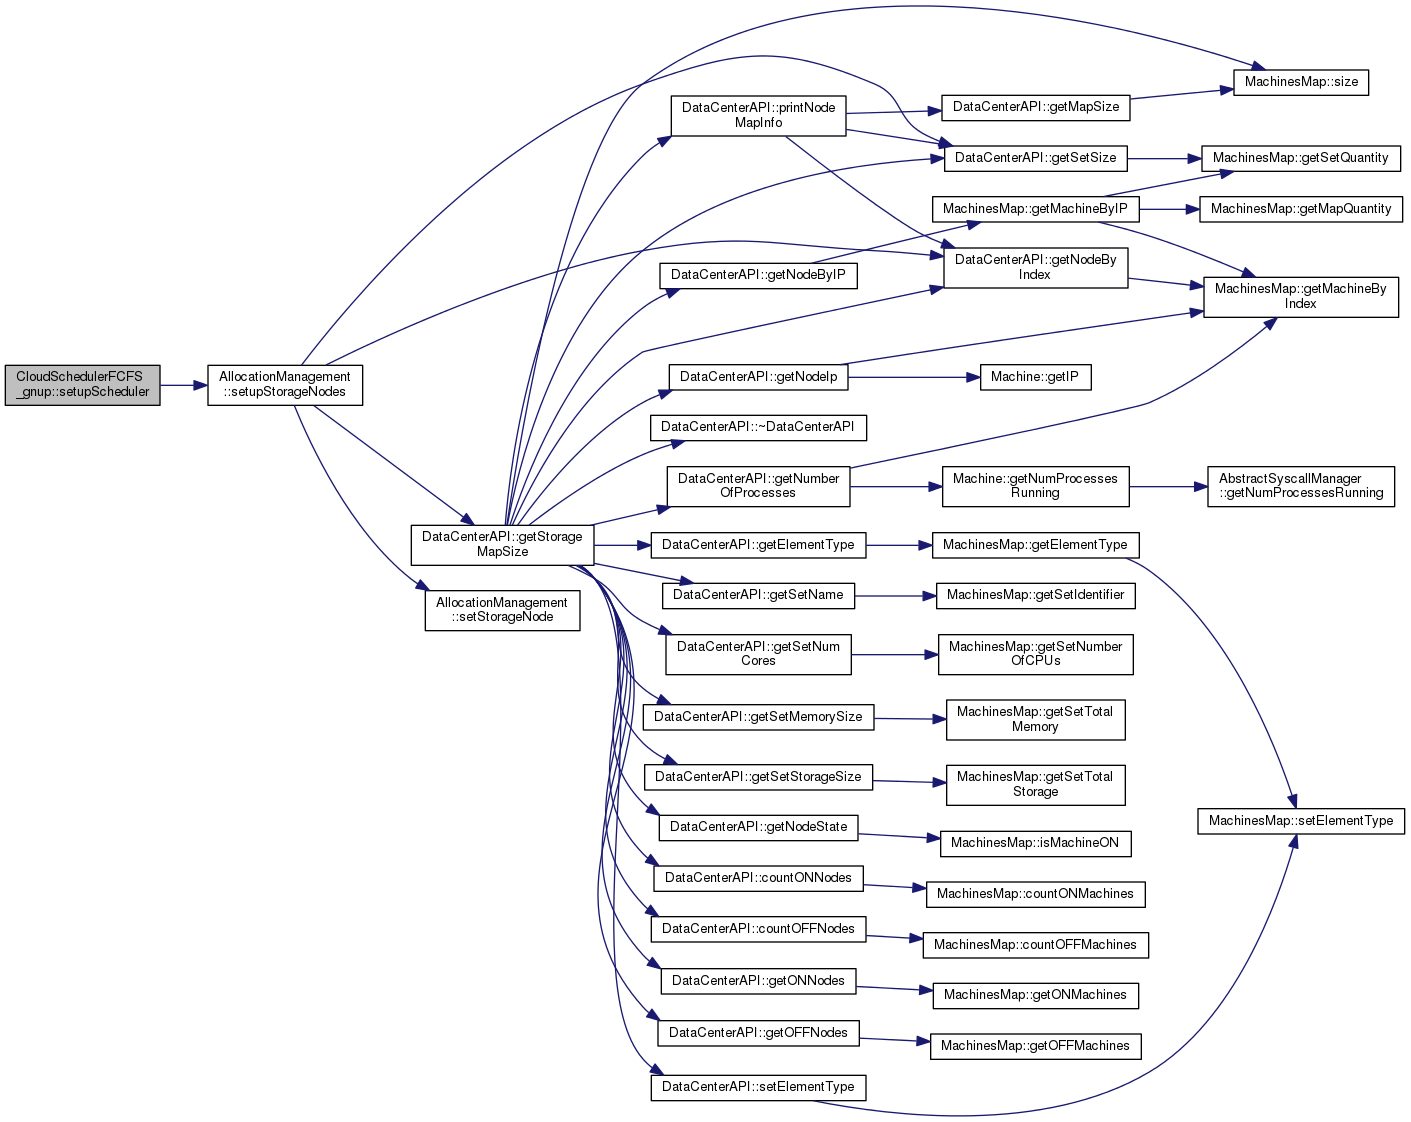 CloudSchedulerFCFS
_gnup::setupScheduler
AllocationManagement
::setupStorageNodes
DataCenterAPI::getStorage
MapSize
AllocationManagement
::setStorageNode
DataCenterAPI::printNode
MapInfo
DataCenterAPI::getNodeByIP
DataCenterAPI::getNodeIp
DataCenterAPI::~DataCenterAPI
DataCenterAPI::getNumber
OfProcesses
DataCenterAPI::getElementType
DataCenterAPI::getSetName
DataCenterAPI::getSetNum
Cores
DataCenterAPI::getSetMemorySize
DataCenterAPI::getSetStorageSize
DataCenterAPI::getNodeState
DataCenterAPI::countONNodes
DataCenterAPI::countOFFNodes
DataCenterAPI::getONNodes
DataCenterAPI::getOFFNodes
DataCenterAPI::setElementType
DataCenterAPI::getMapSize
DataCenterAPI::getSetSize
MachinesMap::getMachineByIP
DataCenterAPI::getNodeBy
Index
Machine::getIP
Machine::getNumProcesses
Running
MachinesMap::getElementType
MachinesMap::getSetIdentifier
MachinesMap::getSetNumber
OfCPUs
MachinesMap::getSetTotal
Memory
MachinesMap::getSetTotal
Storage
MachinesMap::isMachineON
MachinesMap::countONMachines
MachinesMap::countOFFMachines
MachinesMap::getONMachines
MachinesMap::getOFFMachines
MachinesMap::size
MachinesMap::getSetQuantity
MachinesMap::getMapQuantity
MachinesMap::getMachineBy
Index
AbstractSyscallManager
::getNumProcessesRunning
MachinesMap::setElementType